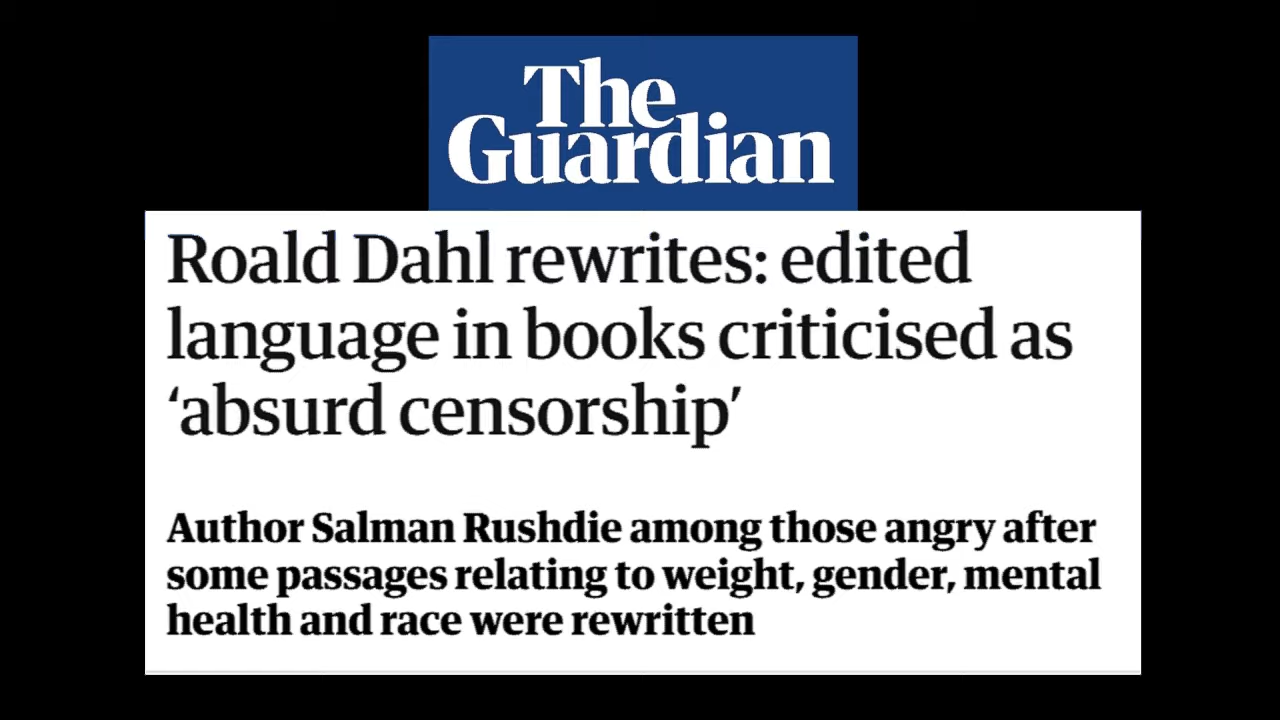 The
Guardian
Roald Dahl rewrites: edited
language in books criticised as
‘absurd censorship’
Author Salman Rushdie among those angry after
some passages relating to weight, gender, mental
health and race were rewritten